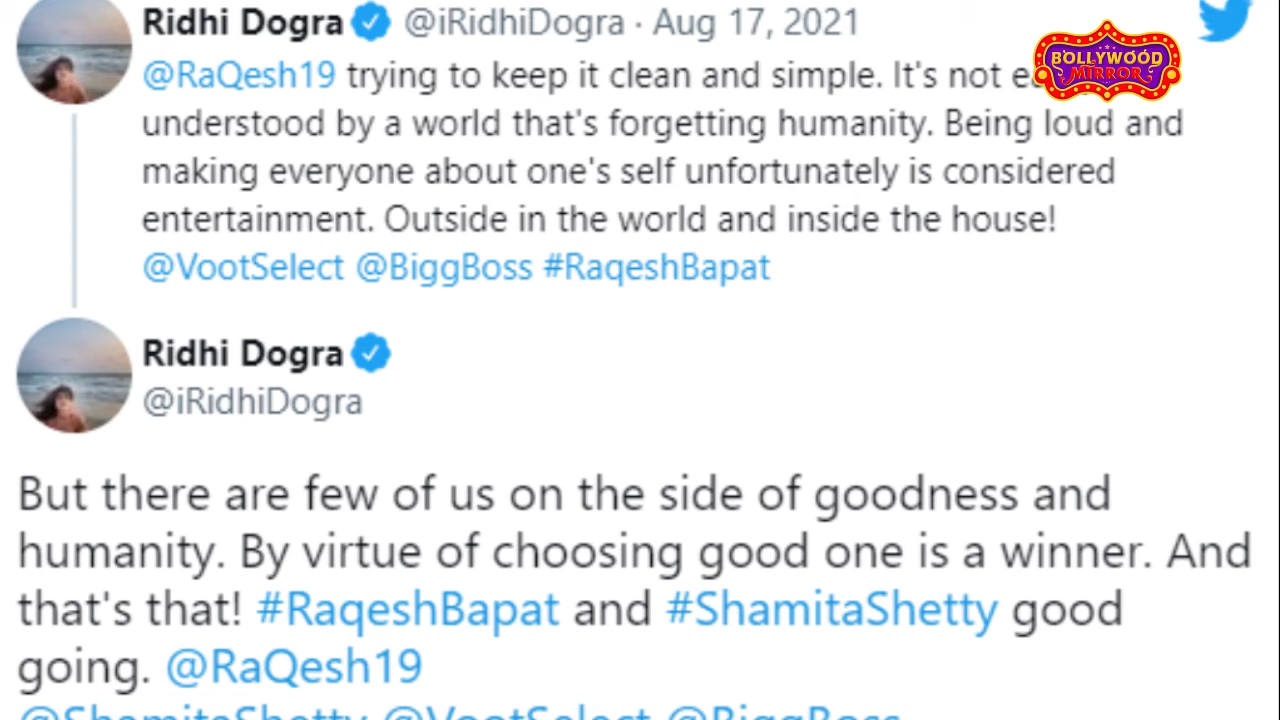 Ridhi Dogra @iRidhiDogra · Aug 17, 2021
BOLLYWOOD
MIRROR
@RaQesh19 trying to keep it clean and simple. It's not
understood by a world that's forgetting humanity. Being loud and
making everyone about one's self unfortunately is considered
entertainment. Outside in the world and inside the house!
@VootSelect @BiggBoss #RaqeshBapat
Ridhi Dogra
@iRidhiDogra
But there are few of us on the side of goodness and
humanity. By virtue of choosing good one is a winner. And
that's that! #RaqeshBapat and #ShamitaShetty good
going. @RaQesh19
@ShamitaShetty @VootSelect @BiggBoss